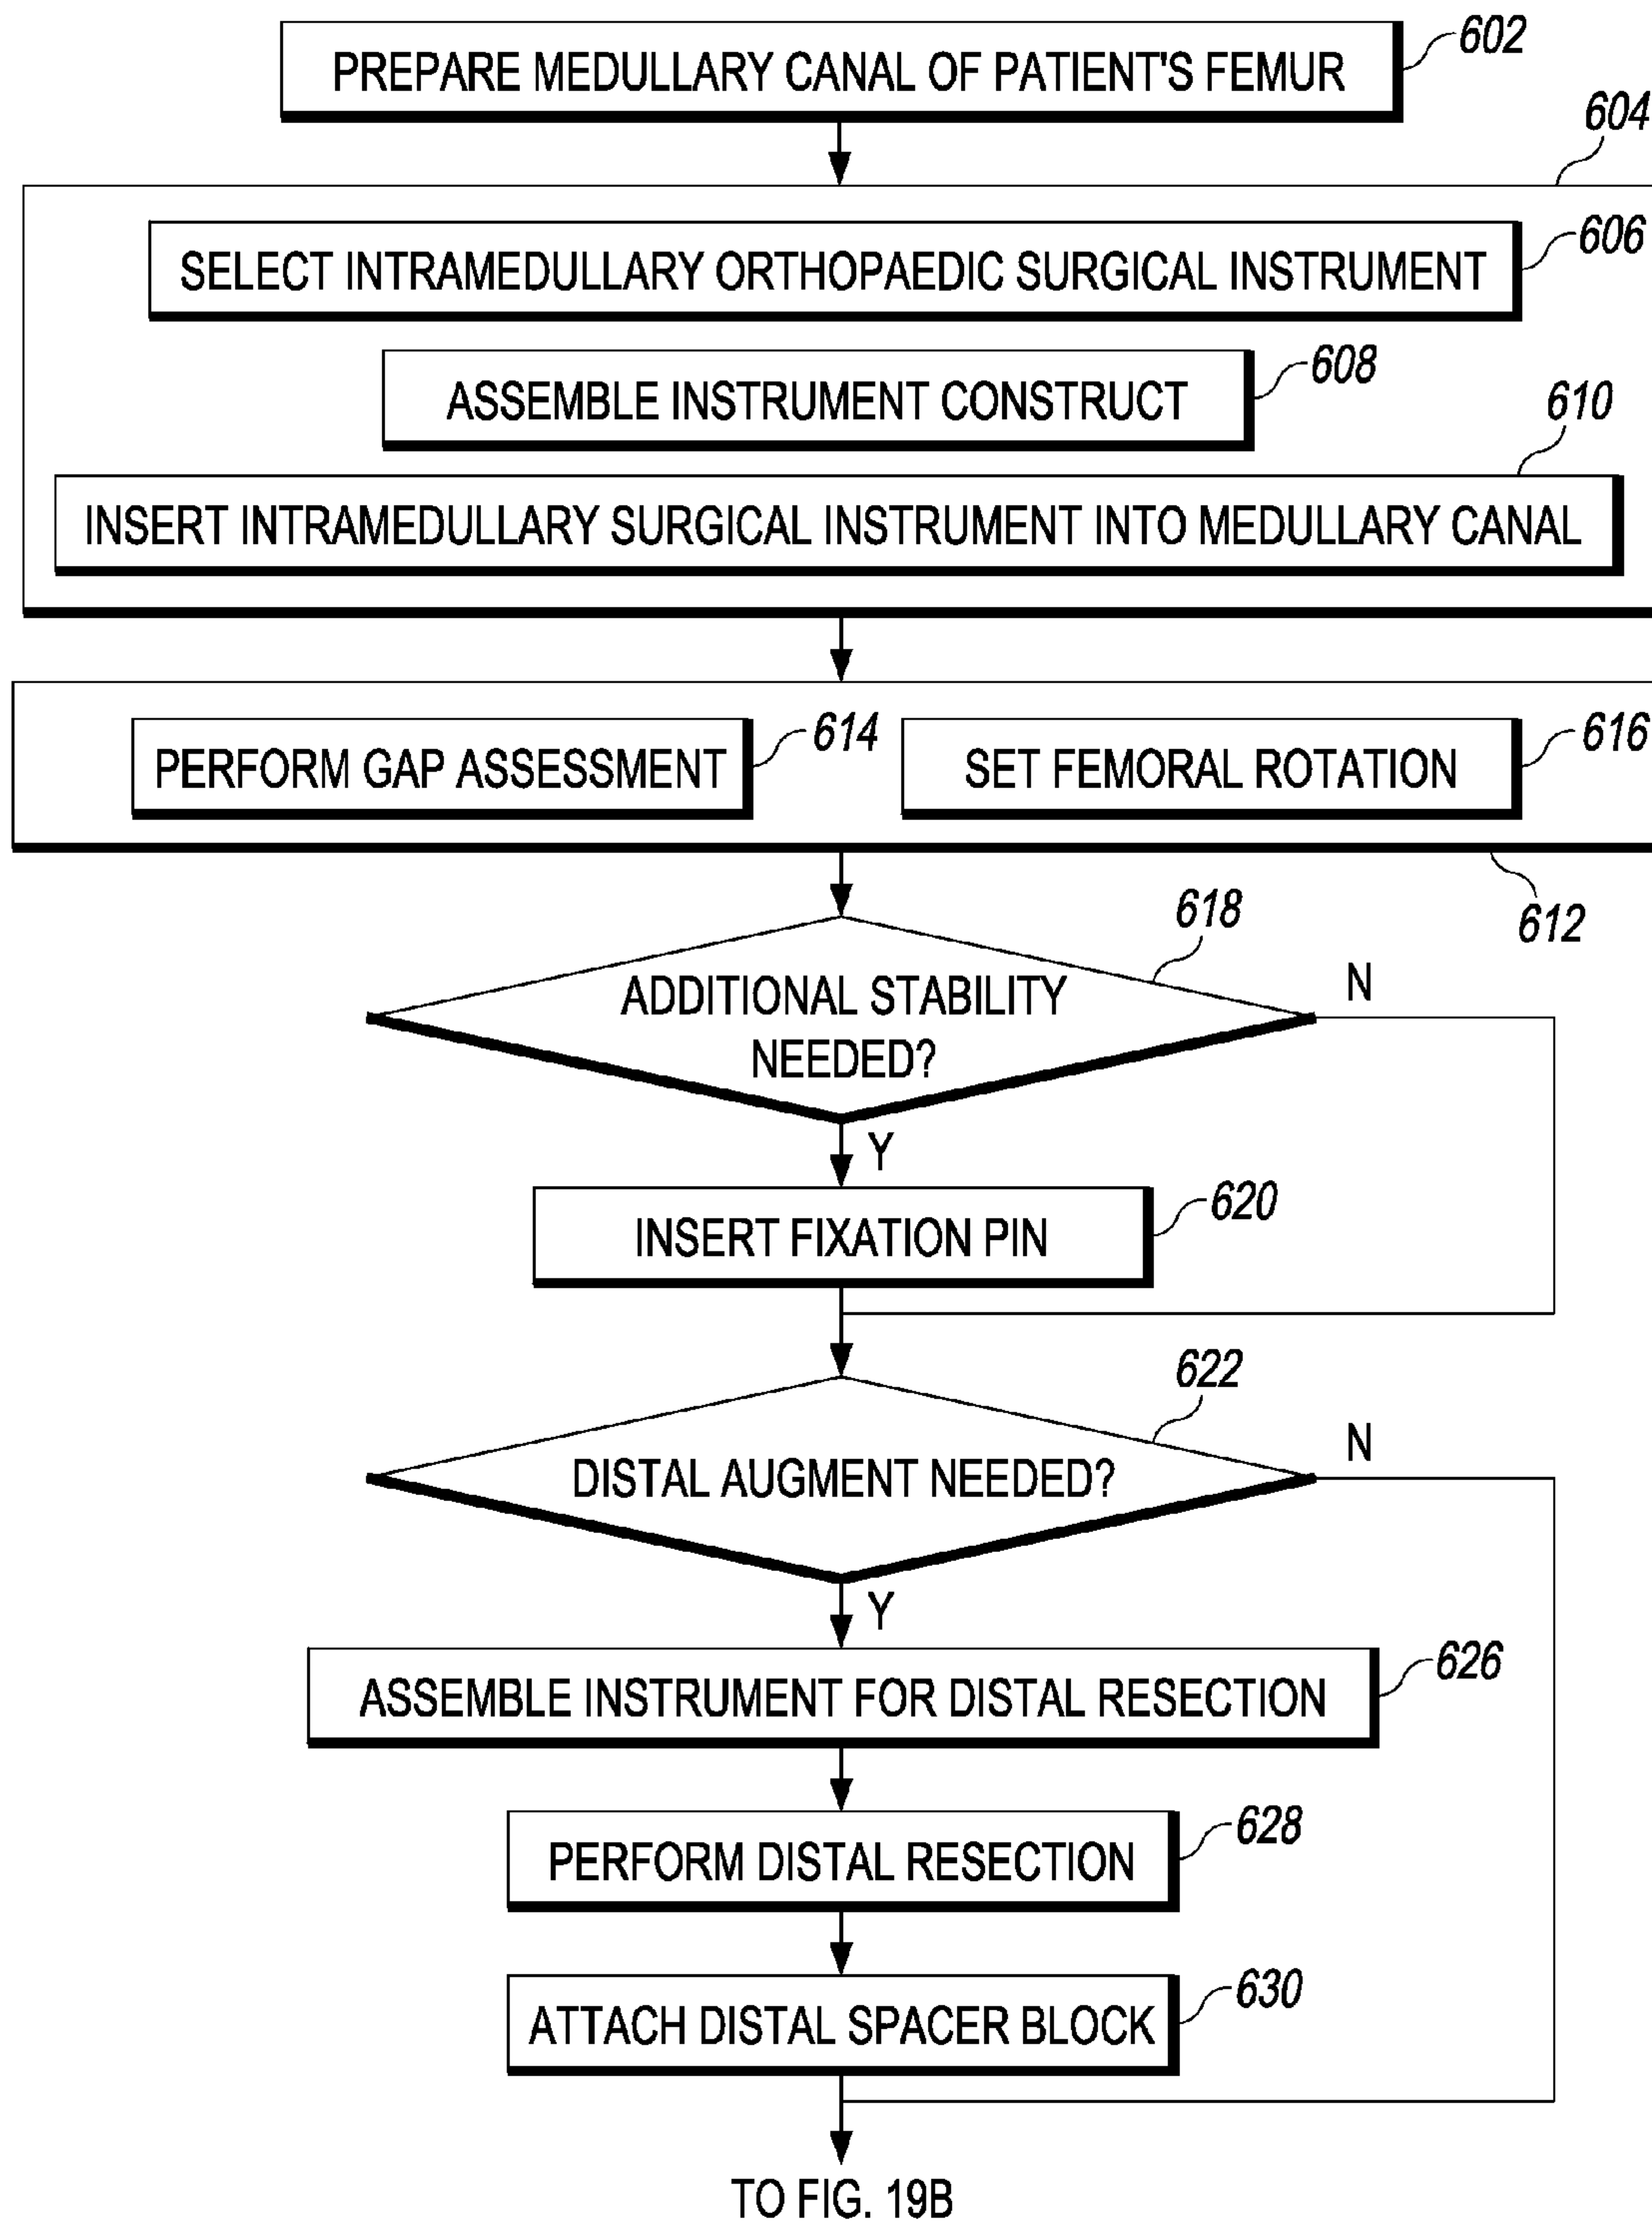 602
PREPARE MEDULLARY CANAL OF PATIENT'S FEMUR
604
606
SELECT INTRAMEDULLARY ORTHOPAEDIC SURGICAL INSTRUMENT
608
ASSEMBLE INSTRUMENT CONSTRUCT
610
INSERT INTRAMEDULLARY SURGICAL INSTRUMENT INTO MEDULLARY CANAL
614
PERFORM GAP ASSESSMENT
616
SET FEMORAL ROTATION
612
618
ADDITIONAL STABILITY
NEEDED?
N
Y
620
INSERT FIXATION PIN
622
DISTAL AUGMENT NEEDED?
N
Y
626
ASSEMBLE INSTRUMENT FOR DISTAL RESECTION
628
PERFORM DISTAL RESECTION
630
ATTACH DISTAL SPACER BLOCK
TO FIG. 19B